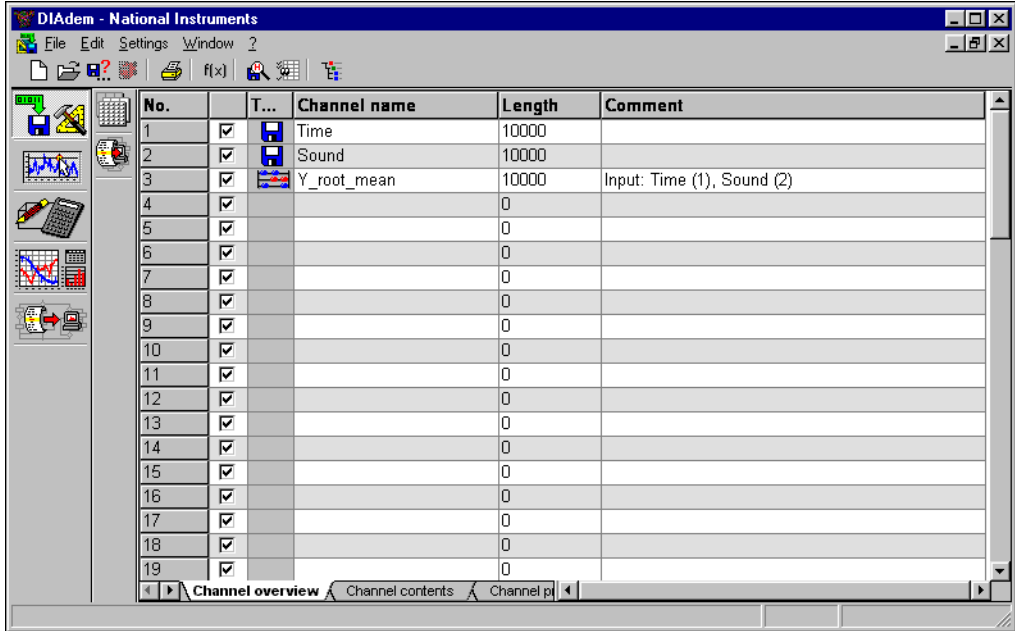 DIAdem - National Instruments
File Edit Settings Window ?
f(x)
No. T... Channel name Length Comment
1 Time 10000
2 Sound 10000
3 Y_root_mean 10000 Input: Time (1), Sound (2)
4 0
5 0
6 0
7 0
8 0
9 0
10 0
11 0
12 0
13 0
14 0
15 0
16 0
17 0
18 0
19 0
Channel overview Channel contents Channel p